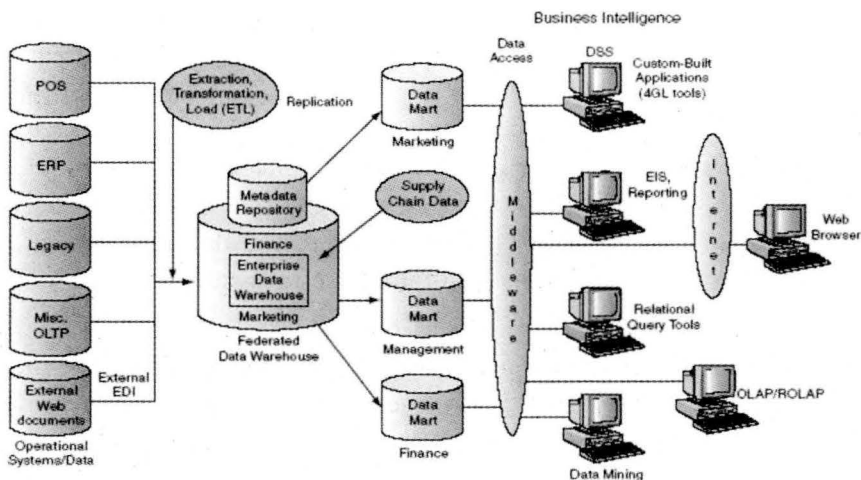 Business Intelligence
POS
ERP
Legacy
Misc.
OLTP
External
Web
documents
Operational
Systems/Data
External
EDI
Extraction,
Transformation,
Load (ETL)
Replication
Metadata
Repository
Finance
Enterprise
Data
Warehouse
Marketing
Federated
Data Warehouse
Supply
Chain Data
Data
Mart
Marketing
Data
Mart
Management
Data
Mart
Finance
Data
Access
Middleware
DSS
Custom-Built
Applications
(4GL tools)
EIS,
Reporting
Relational
Query Tools
OLAP/ROLAP
Data Mining
Internet
Web
Browser